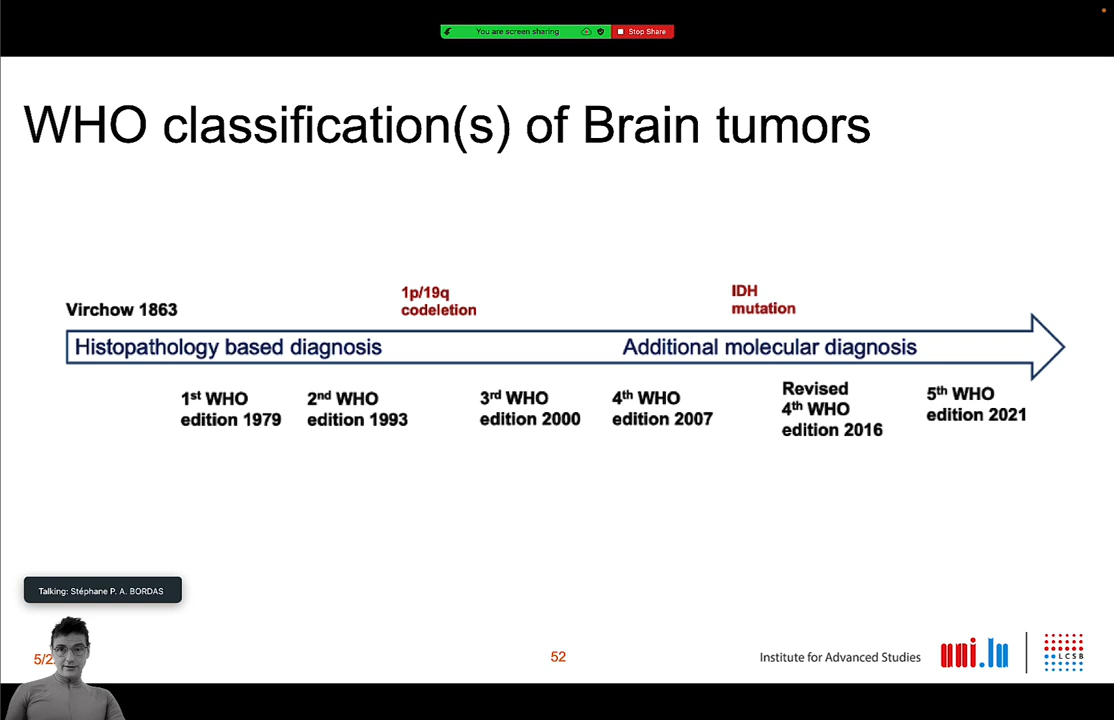 You are screen sharing
Stop Share
WHO classification(s) of Brain tumors
Virchow 1863
1p/19q
codeletion
IDH
mutation
Histopathology based diagnosis
Additional molecular diagnosis
1st WHO
edition 1979
2nd WHO
edition 1993
3rd WHO
edition 2000
4th WHO
edition 2007
Revised
4th WHO
edition 2016
5th WHO
edition 2021
Talking: Stéphane P. A. BORDAS
5/2
52
Institute for Advanced Studies
uni.lu
LCSB